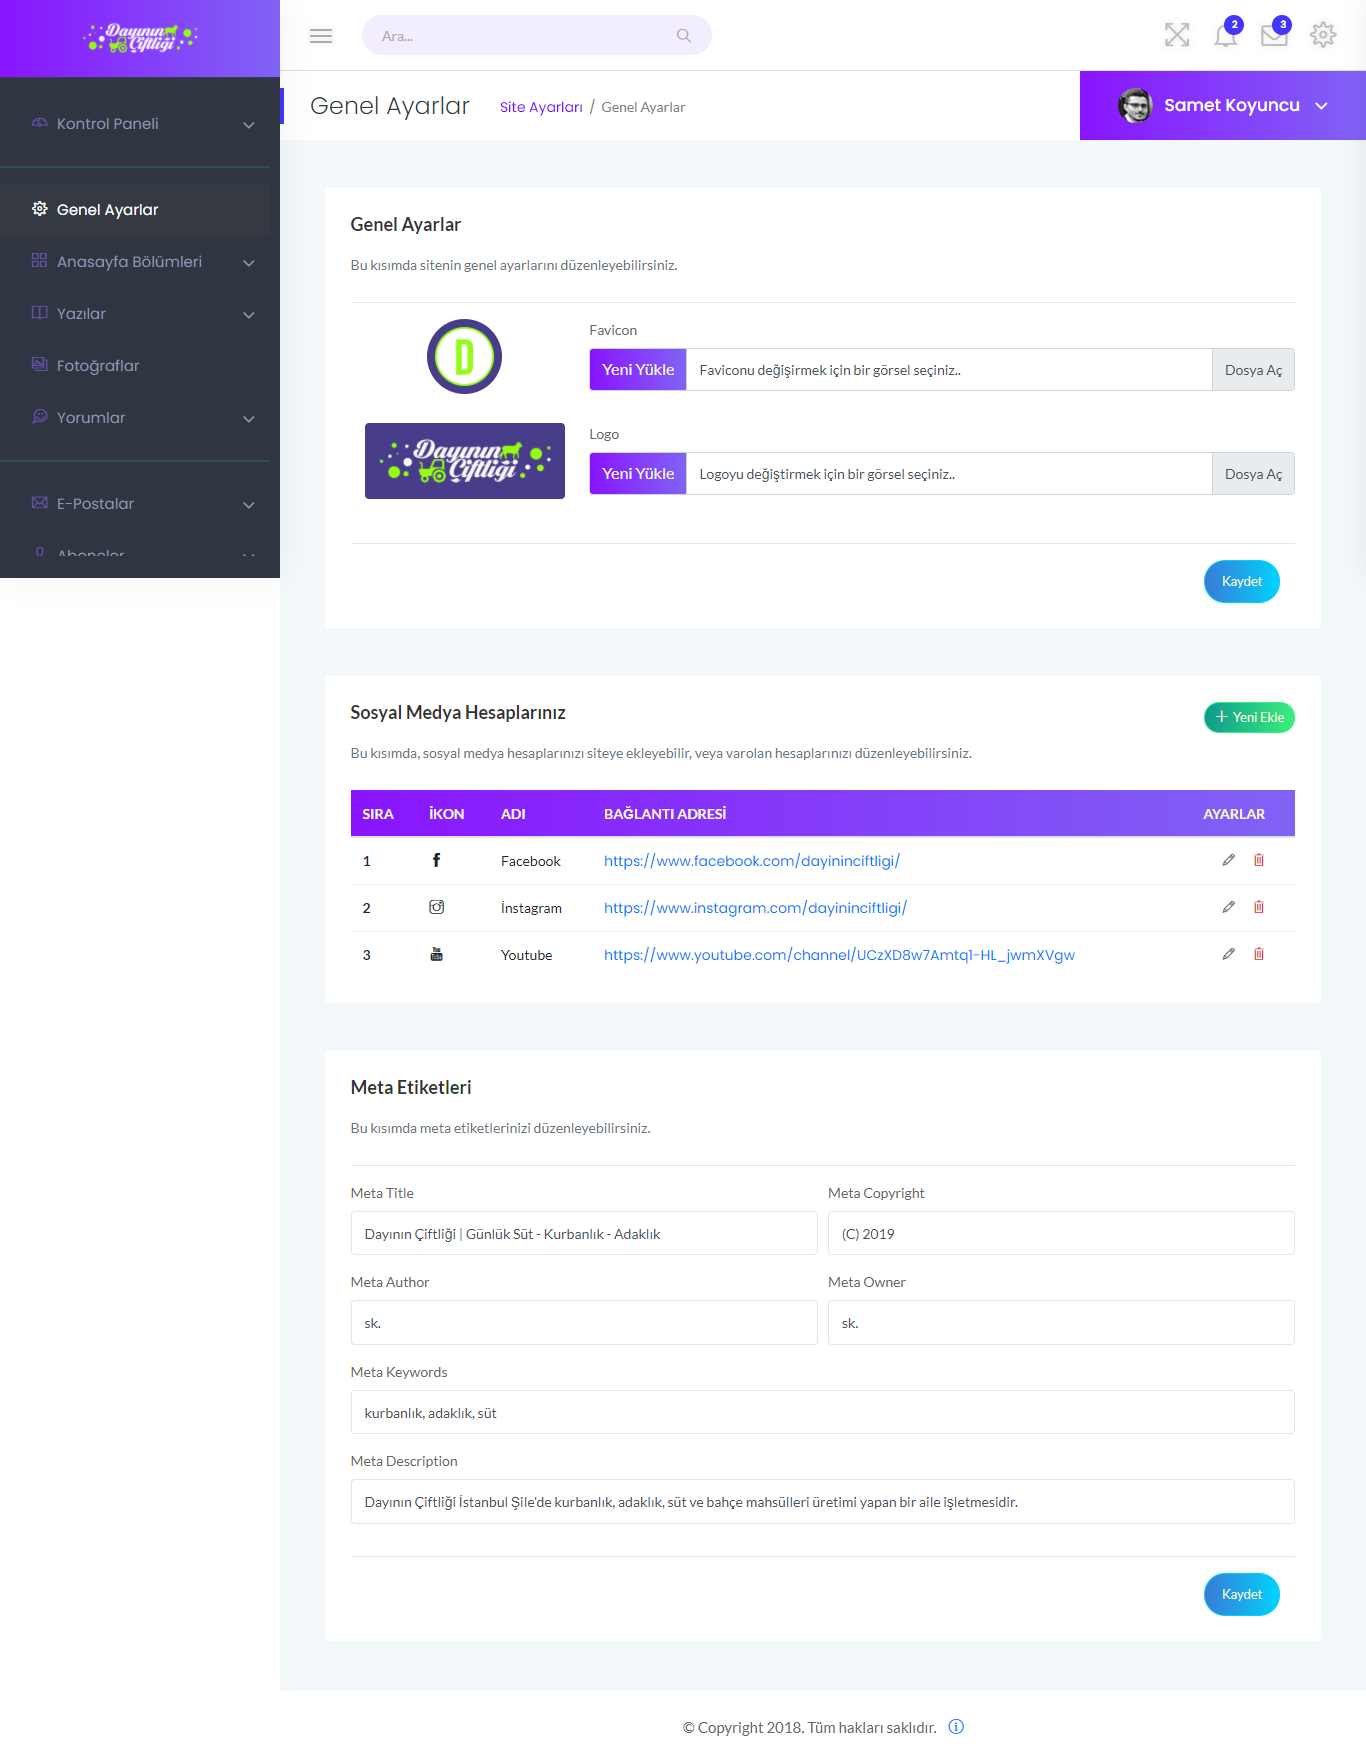 Dayının
Çiftliği
Ara...
2
3
Genel Ayarlar
Site Ayarları / Genel Ayarlar
Samet Koyuncu
Kontrol Paneli
Genel Ayarlar
Anasayfa Bölümleri
Yazılar
Fotoğraflar
Yorumlar
E-Postalar
Aboneler
Genel Ayarlar
Bu kısımda sitenin genel ayarlarını düzenleyebilirsiniz.
D
Favicon
Yeni Yükle
Faviconu değişirmek için bir görsel seçiniz..
Dosya Aç
Dayının
Çiftliği
Logo
Yeni Yükle
Logoyu değiştirmek için bir görsel seçiniz..
Dosya Aç
Kaydet
Sosyal Medya Hesaplarınız
+ Yeni Ekle
Bu kısımda, sosyal medya hesaplarınızı siteye ekleyebilir, veya varolan hesaplarınızı düzenleyebilirsiniz.
SIRA İKON ADI BAĞLANTI ADRESİ AYARLAR
1 Facebook https://www.facebook.com/dayininciftligi/
2 İnstagram https://www.instagram.com/dayininciftligi/
3 Youtube https://www.youtube.com/channel/UCzXD8w7Amtq1-HL_jwmXVgw
Meta Etiketleri
Bu kısımda meta etiketlerinizi düzenleyebilirsiniz.
Meta Title
Dayının Çiftliği | Günlük Süt - Kurbanlık - Adaklık
Meta Copyright
(C) 2019
Meta Author
sk.
Meta Owner
sk.
Meta Keywords
kurbanlık, adaklık, süt
Meta Description
Dayının Çiftliği İstanbul Şile'de kurbanlık, adaklık, süt ve bahçe mahsülleri üretimi yapan bir aile işletmesidir.
Kaydet
© Copyright 2018. Tüm hakları saklıdır.